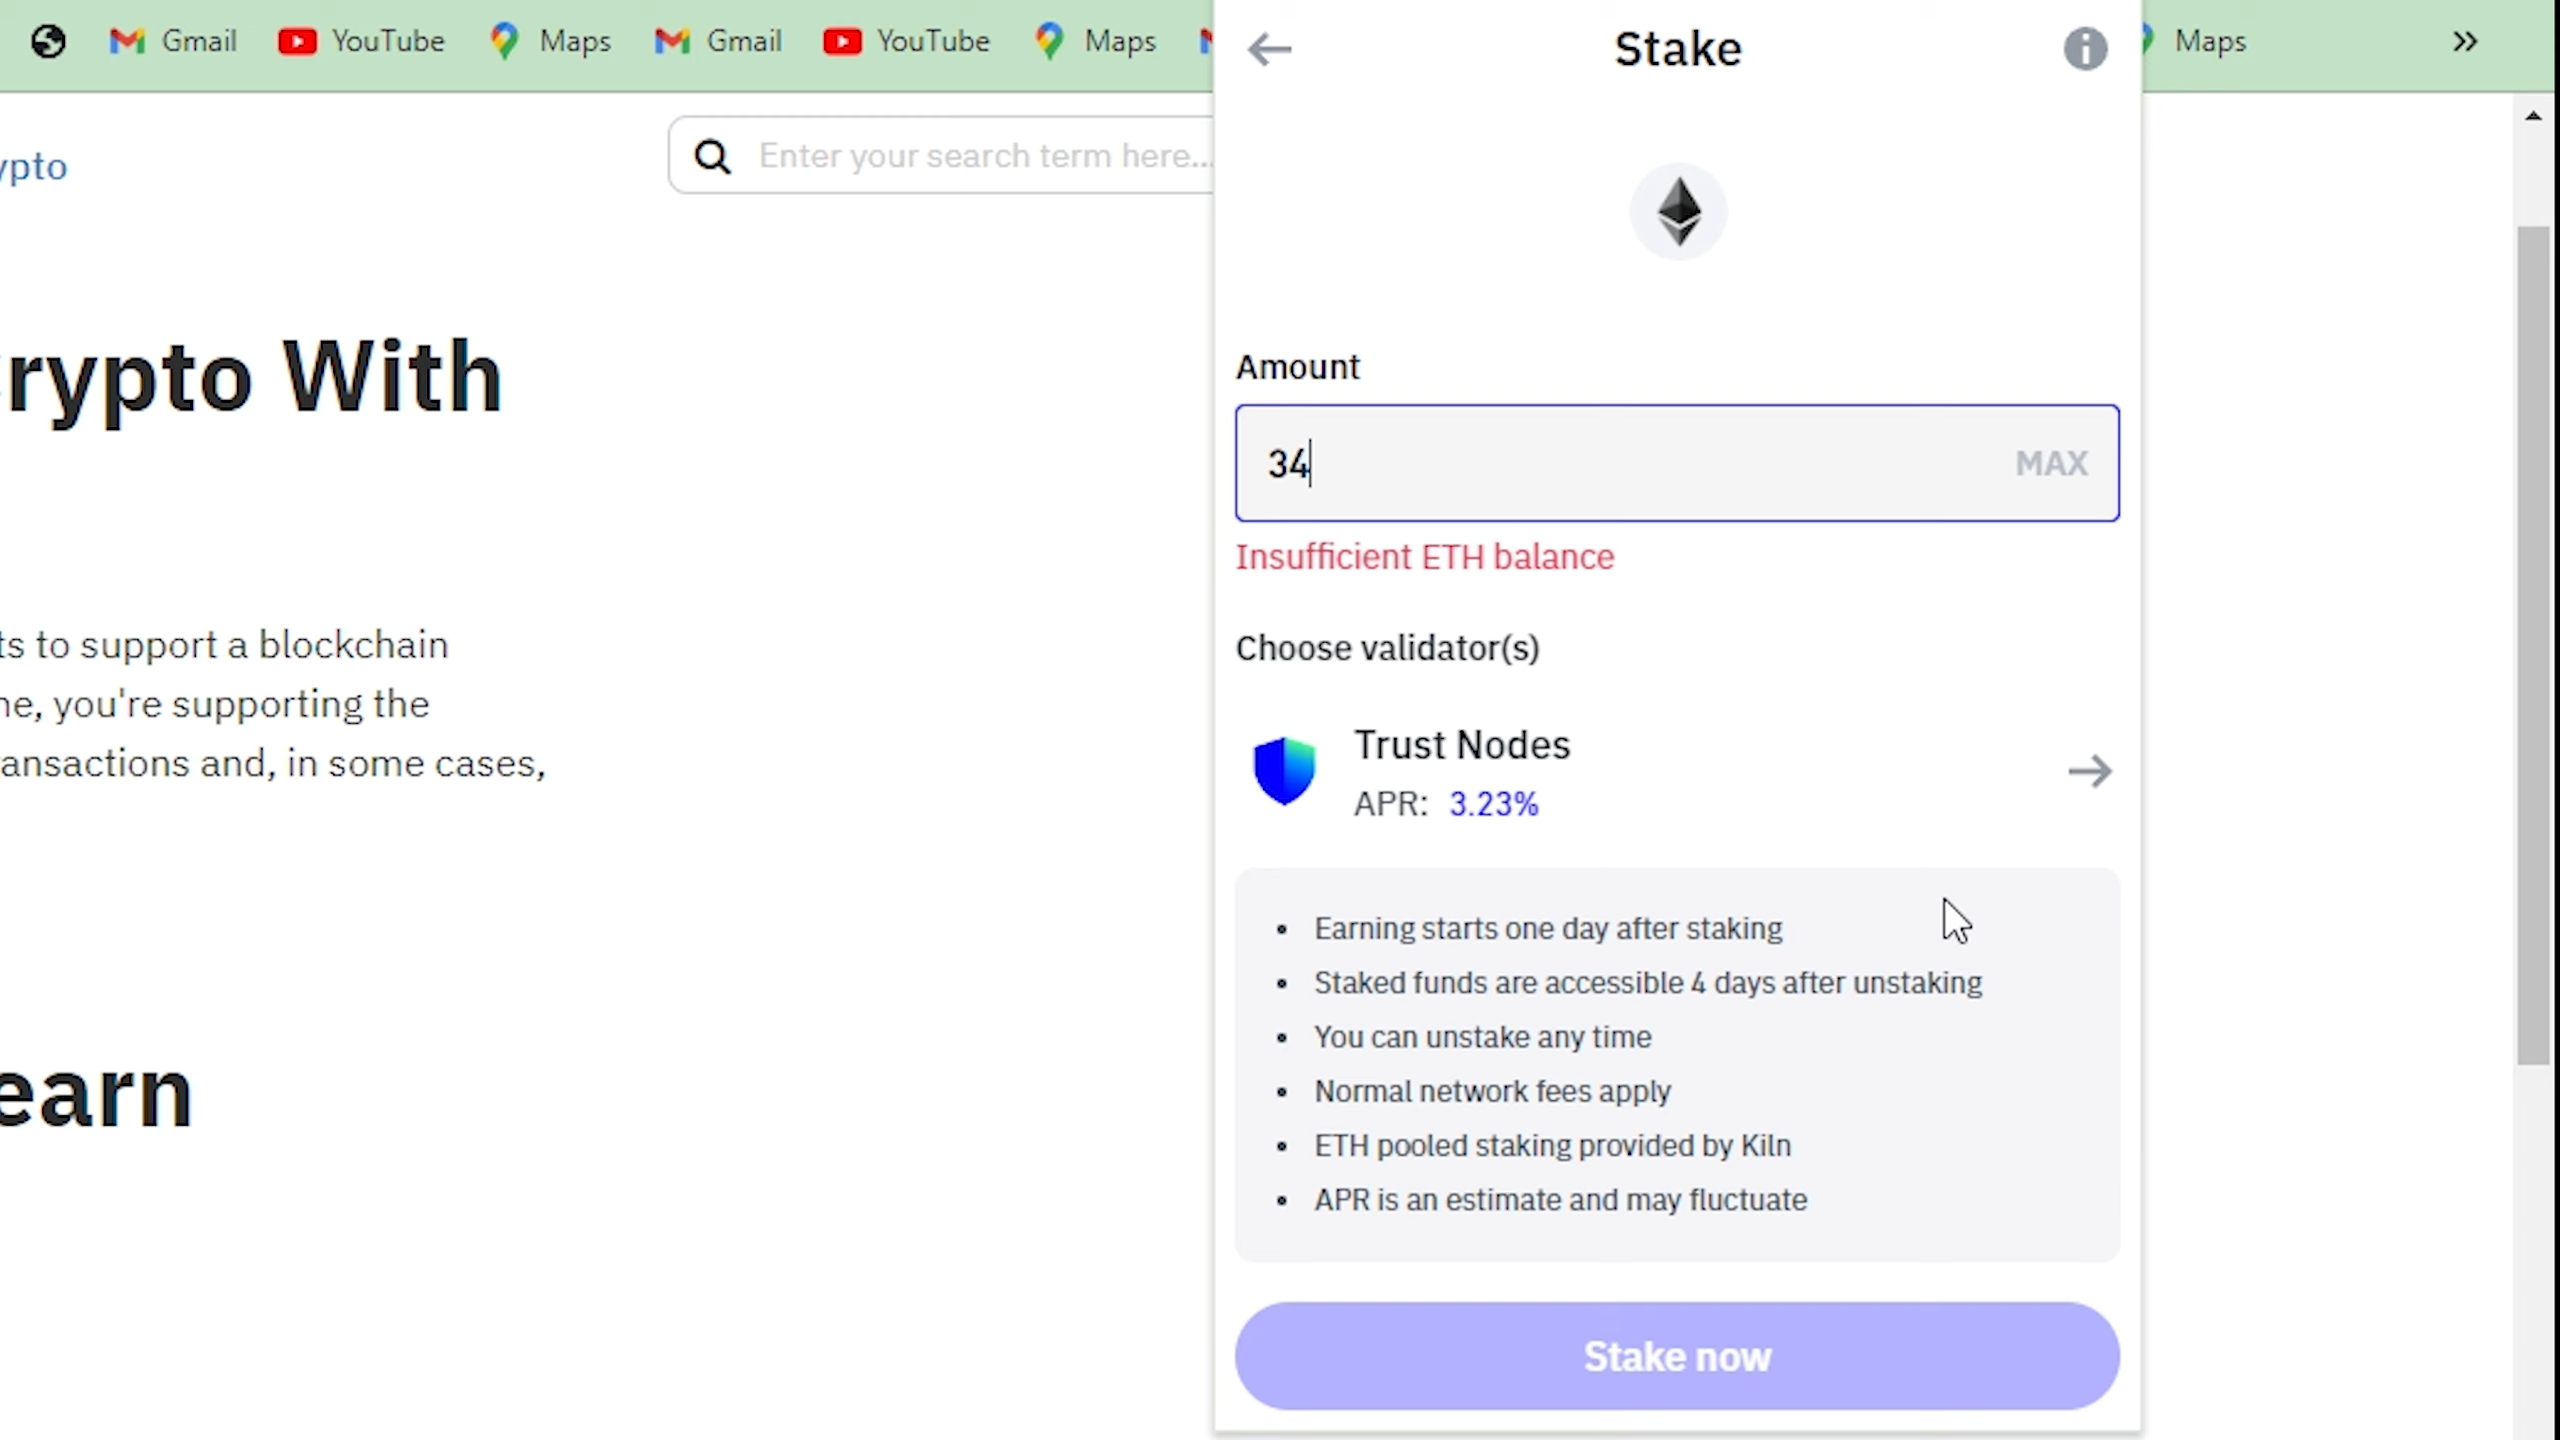 Gmail YouTube Maps Gmail YouTube Maps Maps
Stake
ypto
Enter your search term here...
rypto With
ts to support a blockchain
ne, you're supporting the
ansactions and, in some cases,
earn
Amount
34 MAX
Insufficient ETH balance
Choose validator(s)
Trust Nodes
APR: 3.23%
• Earning starts one day after staking
• Staked funds are accessible 4 days after unstaking
• You can unstake any time
• Normal network fees apply
• ETH pooled staking provided by Kiln
• APR is an estimate and may fluctuate
Stake now